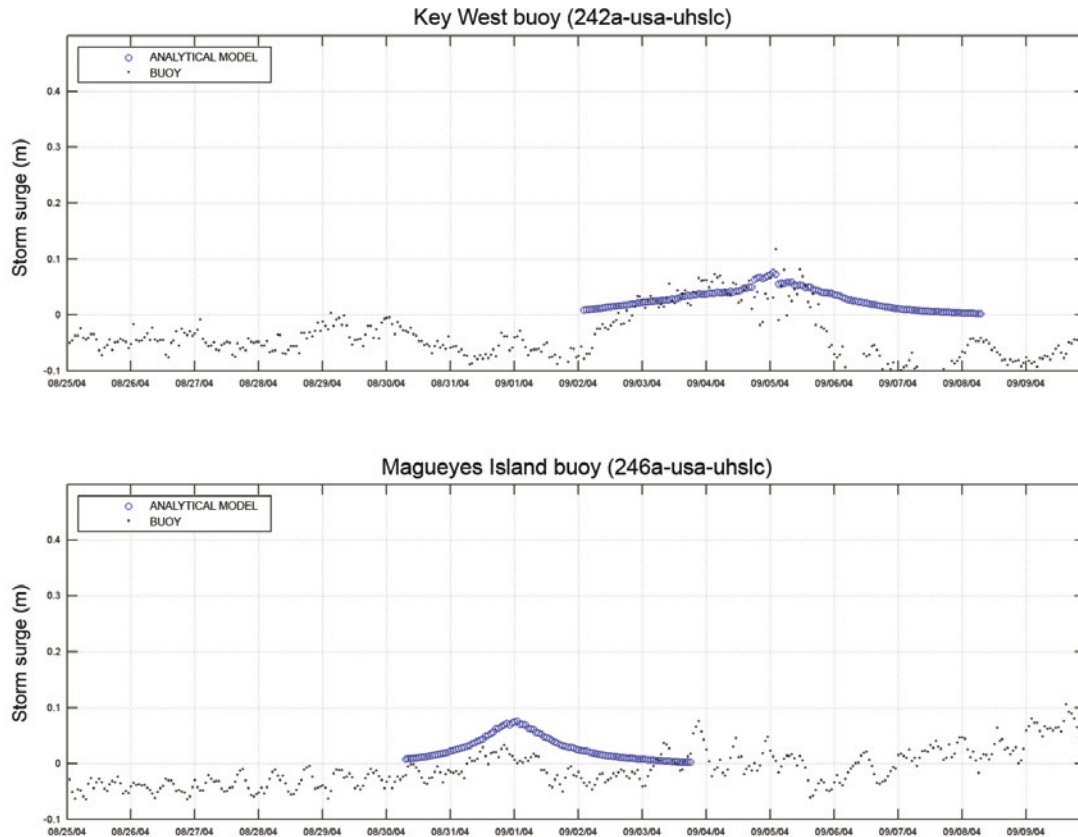 Key West buoy (242a-usa-uhslc)
ANALYTICAL MODEL
BUOY
Storm surge (m)
0.4
0.3
0.2
0.1
0
-0.1
08/25/04 08/26/04 08/27/04 08/28/04 08/29/04 08/30/04 08/31/04 09/01/04 09/02/04 09/03/04 09/04/04 09/05/04 09/06/04 09/07/04 09/08/04 09/09/04
Magueyes Island buoy (246a-usa-uhslc)
ANALYTICAL MODEL
BUOY
Storm surge (m)
0.4
0.3
0.2
0.1
0
-0.1
08/25/04 08/26/04 08/27/04 08/28/04 08/29/04 08/30/04 08/31/04 09/01/04 09/02/04 09/03/04 09/04/04 09/05/04 09/06/04 09/07/04 09/08/04 09/09/04